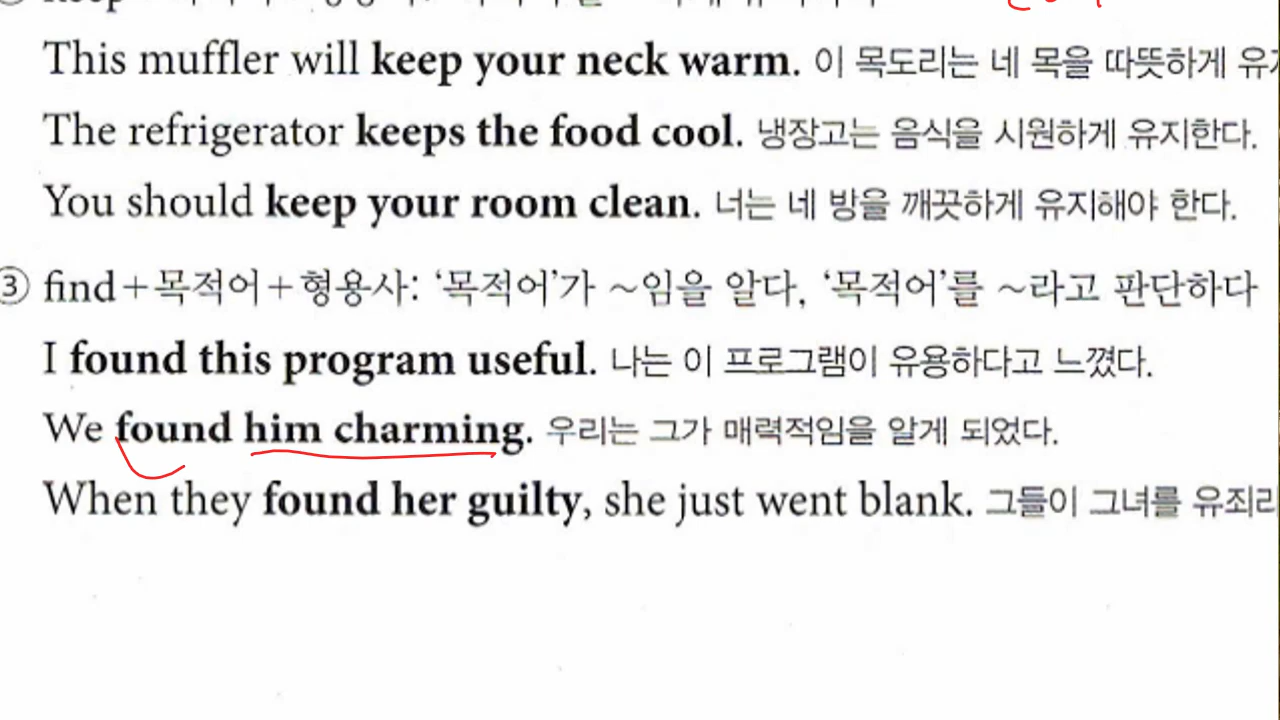 This muffler will keep your neck warm. 이 목도리는 네 목을 따뜻하게
The refrigerator keeps the food cool. 냉장고는 음식을 시원하게 유지한다.
You should keep your room clean. 너는 네 방을 깨끗하게 유지해야 한다.
③ find+목적어+형용사: ‘목적어’가 ~임을 알다, ‘목적어’를 ~라고 판단하다
I found this program useful. 나는 이 프로그램이 유용하다고 느꼈다.
We found him charming. 우리는 그가 매력적임을 알게 되었다.
When they found her guilty, she just went blank. 그들이 그녀를